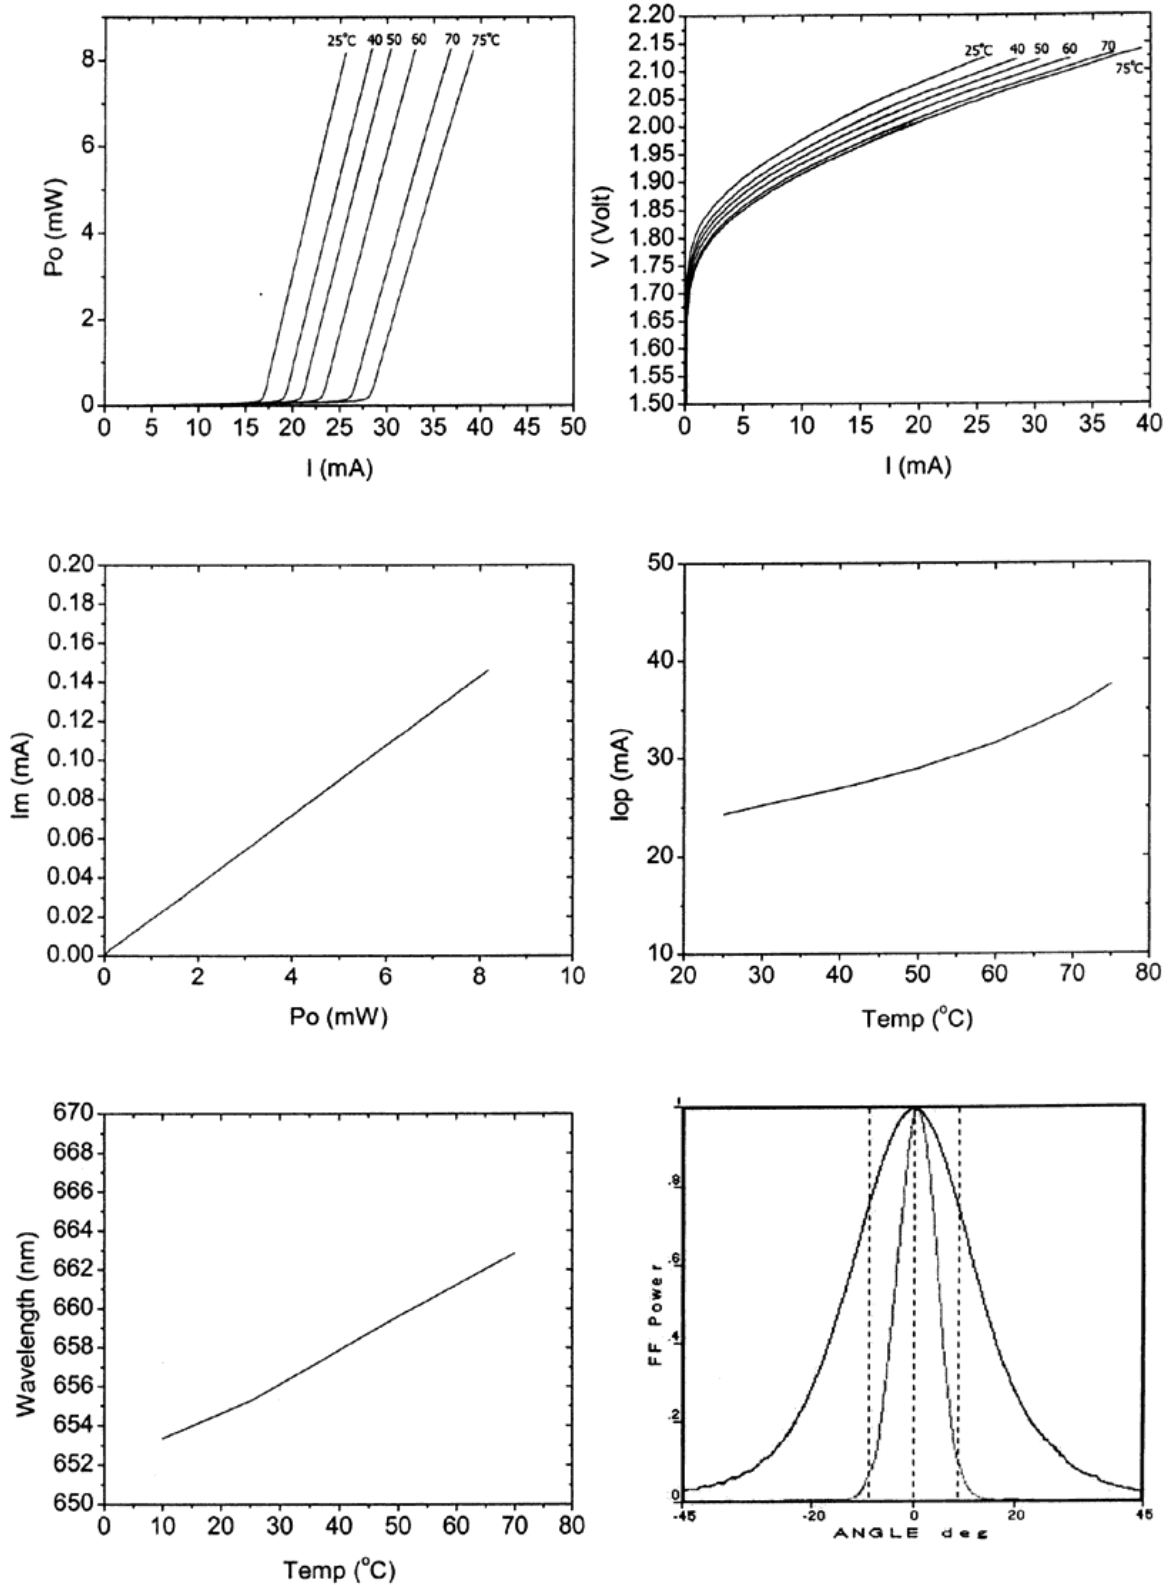 8
6
4
2
0
Po (mW)
25°C 40 50 60 70 75°C
0 5 10 15 20 25 30 35 40 45 50
I (mA)
2.20
2.15
2.10
2.05
2.00
1.95
1.90
1.85
1.80
1.75
1.70
1.65
1.60
1.55
1.50
V (Volt)
25°C 40 50 60 70
75°C
0 5 10 15 20 25 30 35 40
I (mA)
0.20
0.18
0.16
0.14
0.12
0.10
0.08
0.06
0.04
0.02
0.00
Im (mA)
0 2 4 6 8 10
Po (mW)
50
40
30
20
10
Iop (mA)
20 30 40 50 60 70 80
Temp (°C)
670
668
666
664
662
660
658
656
654
652
650
Wavelength (nm)
0 10 20 30 40 50 60 70 80
Temp (°C)
.8
.6
.4
.2
0
FF Power
-45 -20 0 20 45
ANGLE deg